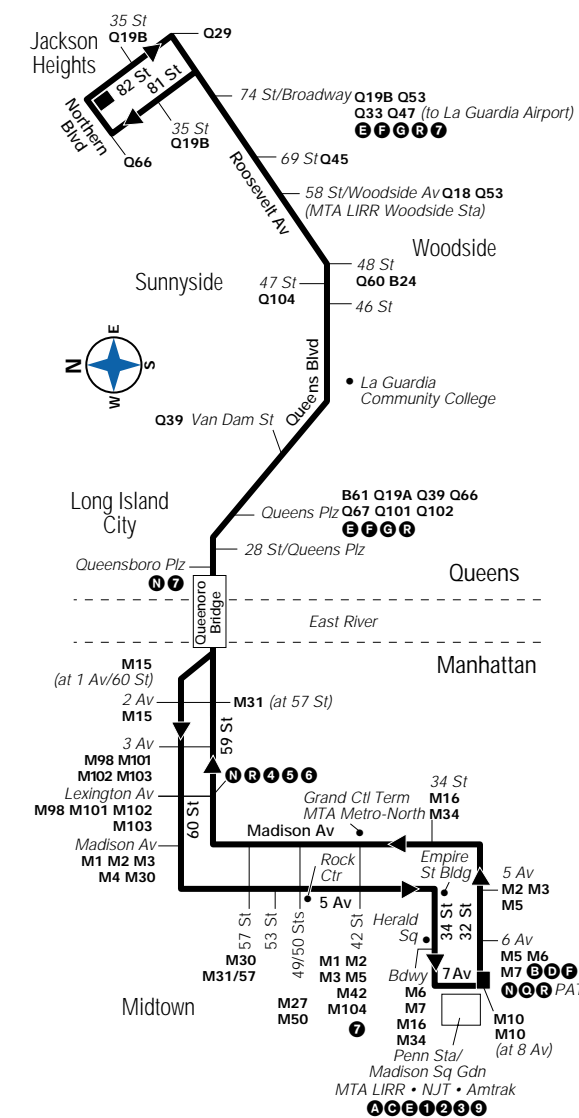 35 St
Q19B
Q29
Jackson
Heights
82 St
81 St
Northern
Blvd
35 St
Q19B
Q66
74 St/Broadway Q19B Q53
Q33 Q47 (to La Guardia Airport)
E F G R 7
69 St Q45
Roosevelt Av
58 St/Woodside Av Q18 Q53
(MTA LIRR Woodside Sta)
Woodside
48 St
Q60 B24
Sunnyside
47 St
Q104
46 St
E
N
S
W
Queens Blvd
La Guardia
Community College
Q39 Van Dam St
Long Island
City
B61 Q19A Q39 Q66
Queens Plz Q67 Q101 Q102
E F G R
28 St/Queens Plz
Queensboro Plz
N 7
Queens
Queenoro
Bridge
East River
Manhattan
M15
(at 1 Av/60 St)
2 Av
M15
M31 (at 57 St)
59 St
3 Av
M98 M101
M102 M103
N R 4 5 6
Lexington Av
M98 M101 M102
M103
60 St
Madison Av
M1 M2 M3
M4 M30
Madison Av
Grand Ctl Term
MTA Metro-North
34 St
M16
M34
Rock
Ctr
Empire
St Bldg
5 Av
5 Av
M2 M3
M5
34 St
32 St
Herald
Sq
6 Av
M5 M6
M7 B D F
N Q R PAT
57 St
53 St
49/50 Sts
42 St
M30
M31/57
M27
M50
M1 M2
M3 M5
M42
M104
7
Bdwy
M6
M7
M16
M34
7 Av
M10
M10
(at 8 Av)
Midtown
Penn Sta/
Madison Sq Gdn
MTA LIRR • NJT • Amtrak
A C E 1 2 3 9